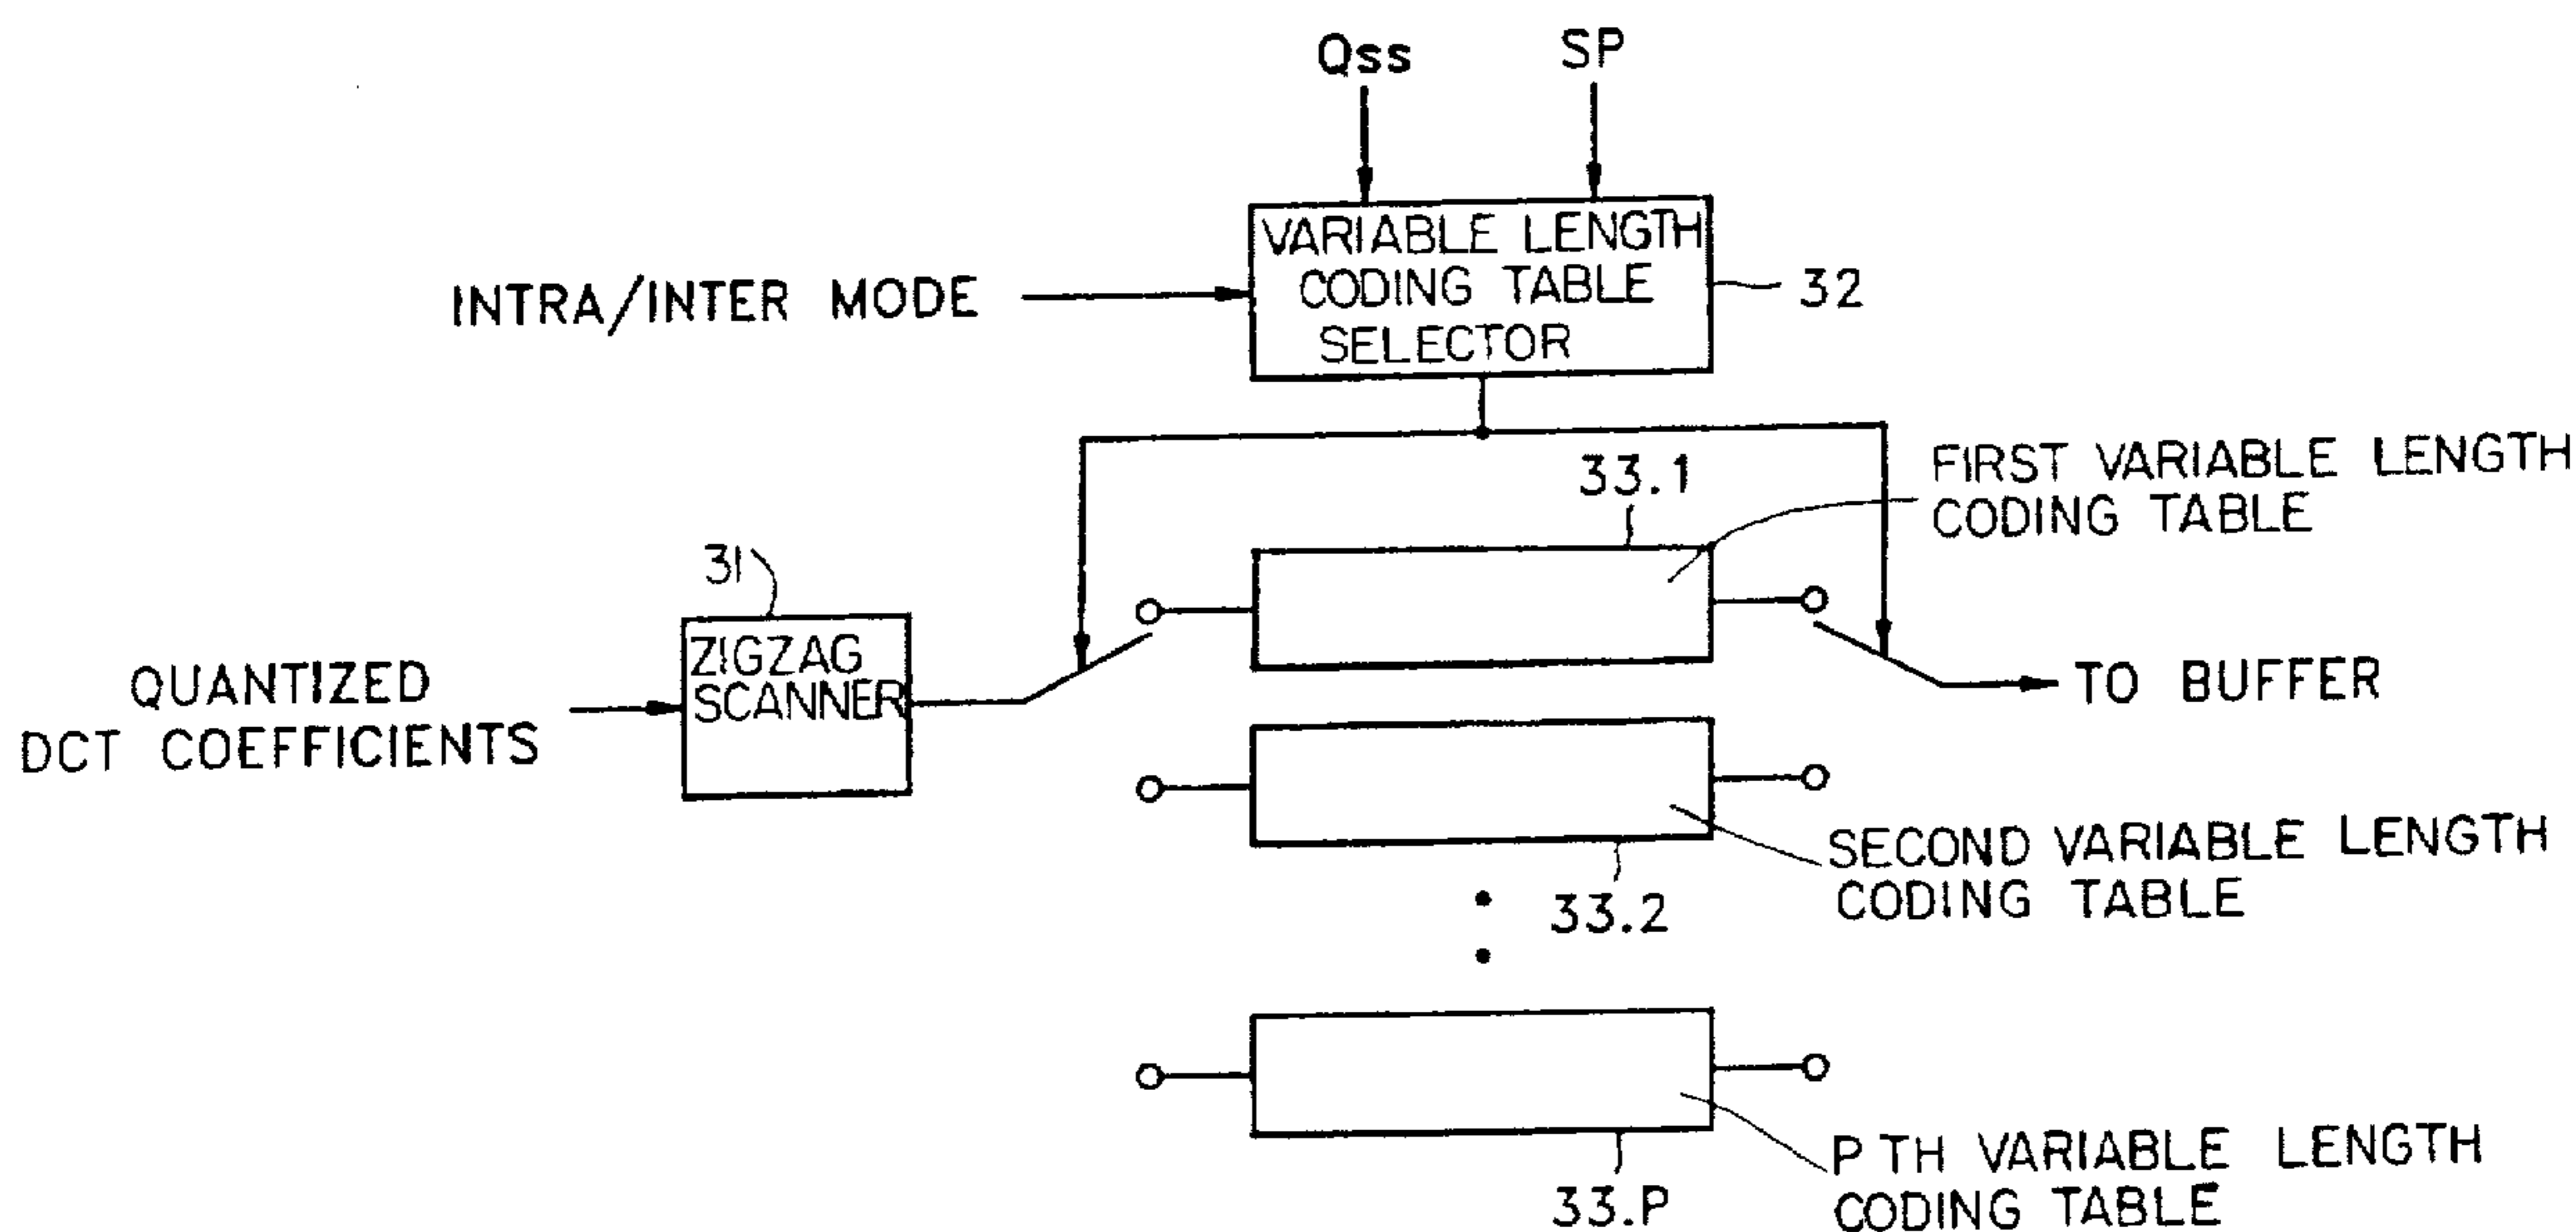 Qss
SP
VARIABLE LENGTH
CODING TABLE
SELECTOR
32
INTRA/INTER MODE
33.1
FIRST VARIABLE LENGTH
CODING TABLE
31
ZIGZAG
SCANNER
QUANTIZED
DCT COEFFICIENTS
TO BUFFER
SECOND VARIABLE LENGTH
CODING TABLE
33.2
P TH VARIABLE LENGTH
CODING TABLE
33.P